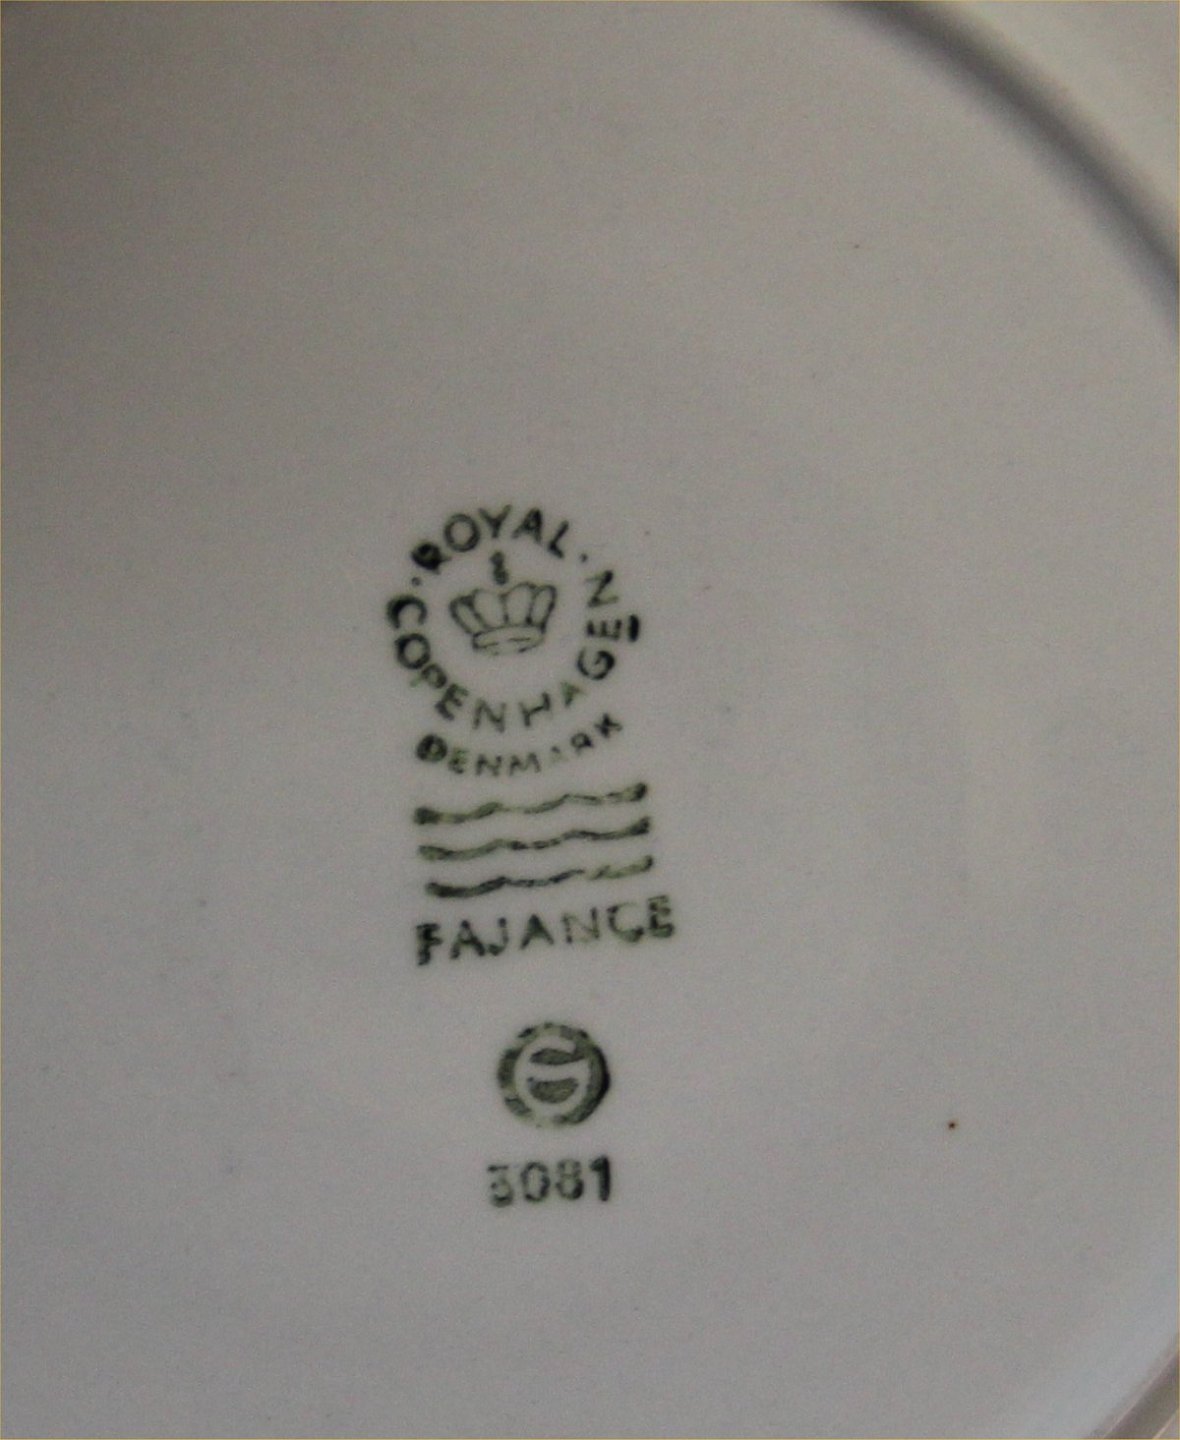 ROYAL · COPENHAGEN
DENMARK
FAJANCE
3081